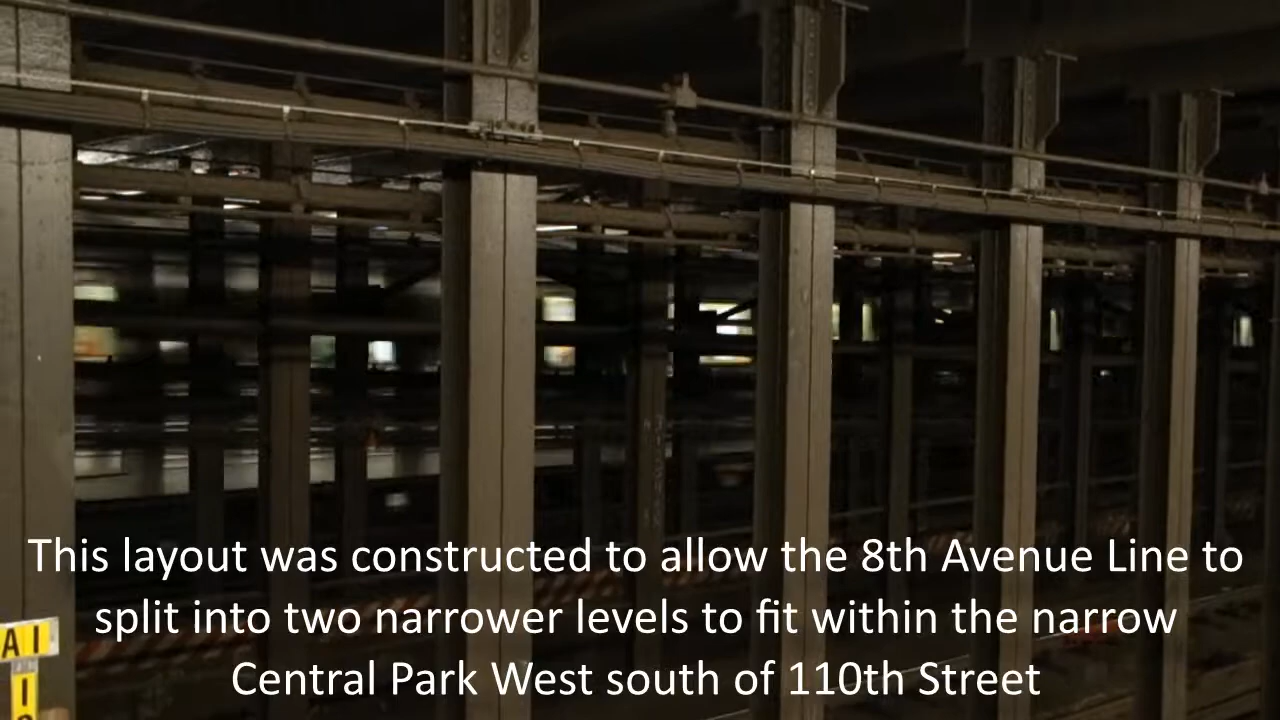 This layout was constructed to allow the 8th Avenue Line to
split into two narrower levels to fit within the narrow
Central Park West south of 110th Street
A I
I